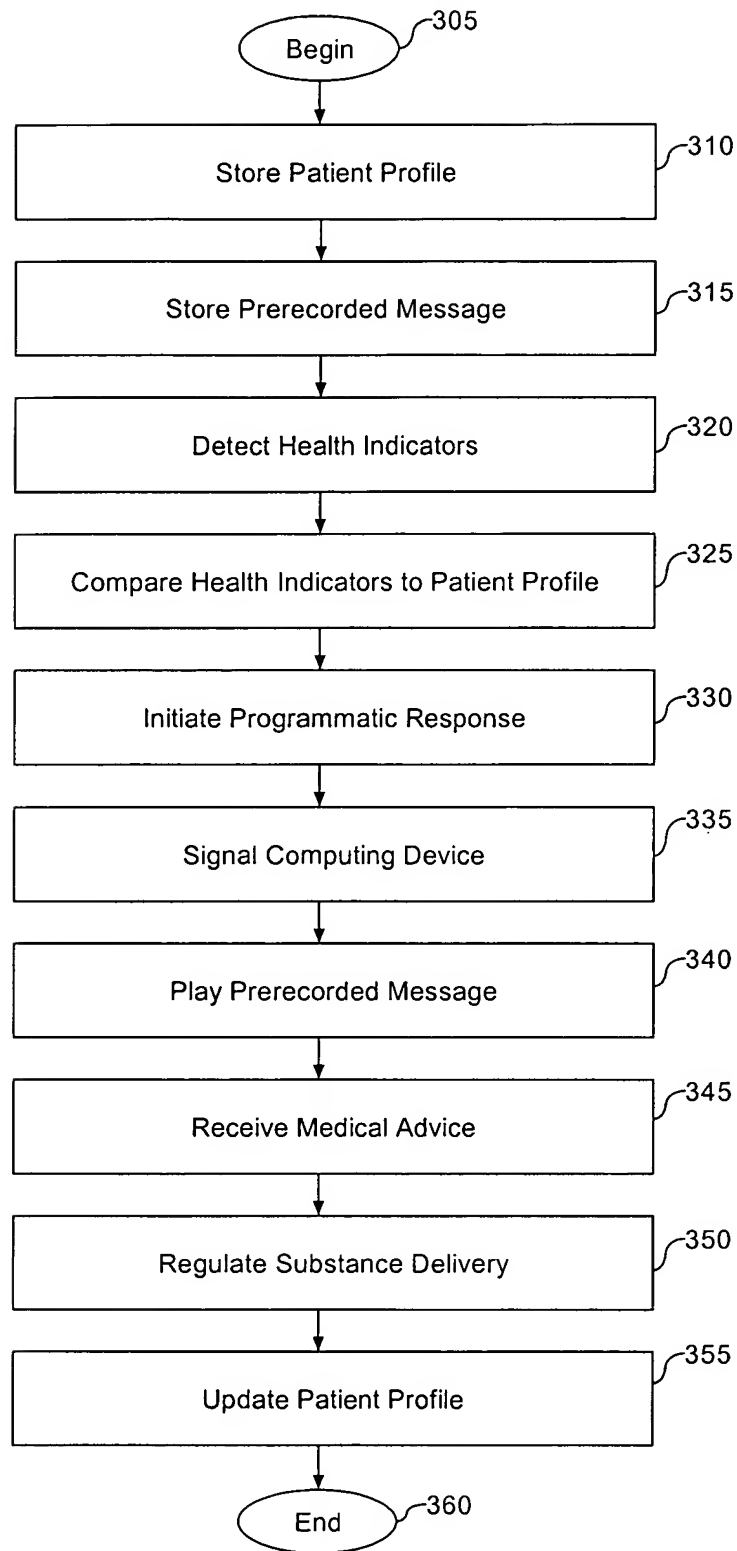 Begin
305
Store Patient Profile
310
Store Prerecorded Message
315
Detect Health Indicators
320
Compare Health Indicators to Patient Profile
325
Initiate Programmatic Response
330
Signal Computing Device
335
Play Prerecorded Message
340
Receive Medical Advice
345
Regulate Substance Delivery
350
Update Patient Profile
355
End
360